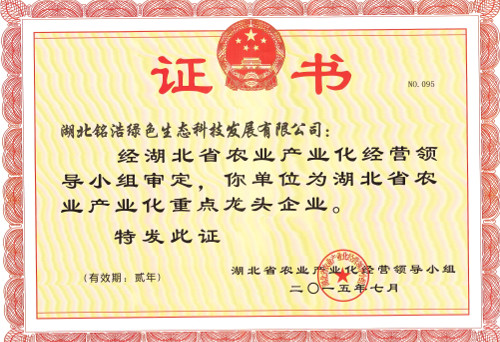 证书
NO.095
湖北铭浩绿色生态科技发展有限公司：
经湖北省农业产业化经营领
导小组审定，你单位为湖北省农
业产业化重点龙头企业。
特发此证
(有效期：贰年)
湖北省农业产业化经营领导小组
二〇一五年七月